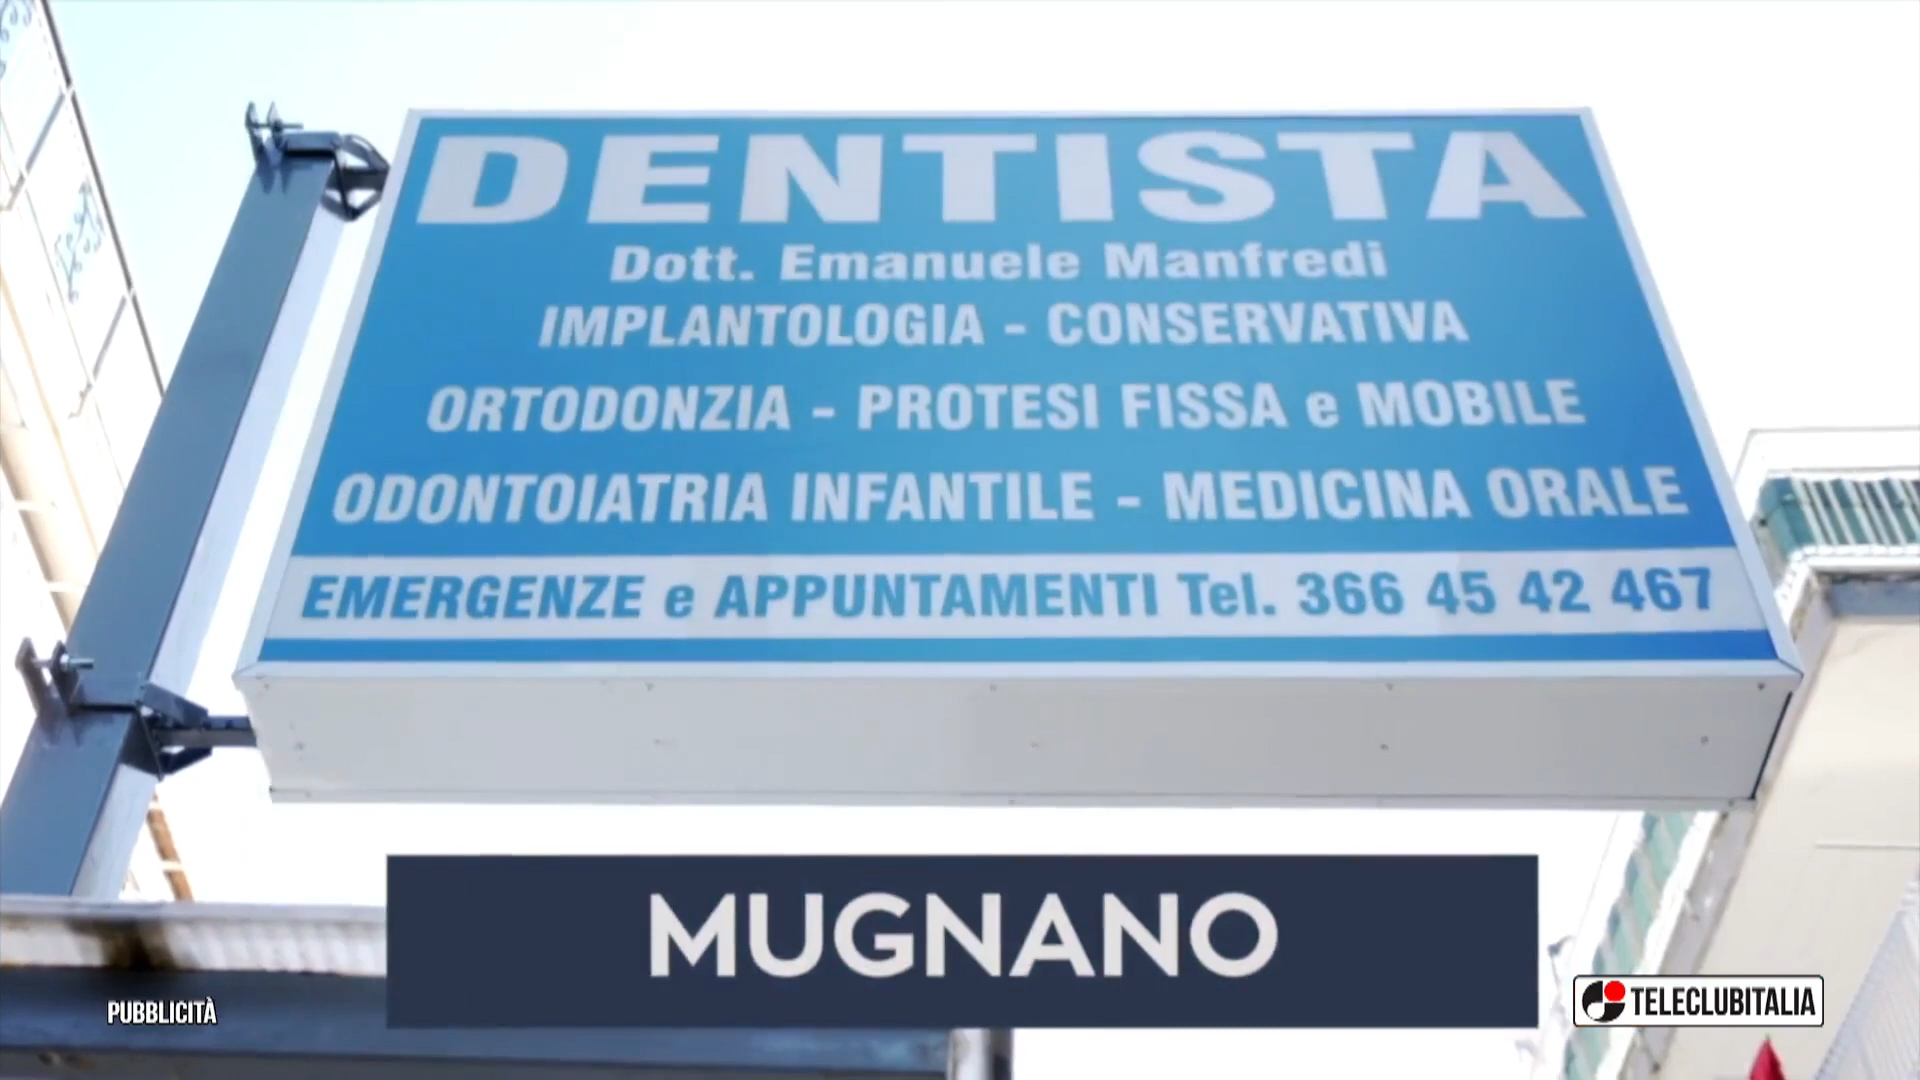 DENTISTA
Dott. Emanuele Manfredi
IMPLANTOLOGIA - CONSERVATIVA
ORTODONZIA - PROTESI FISSA e MOBILE
ODONTOIATRIA INFANTILE - MEDICINA ORALE
EMERGENZE e APPUNTAMENTI Tel. 366 45 42 467
MUGNANO
PUBBLICITÀ
TELECLUBITALIA